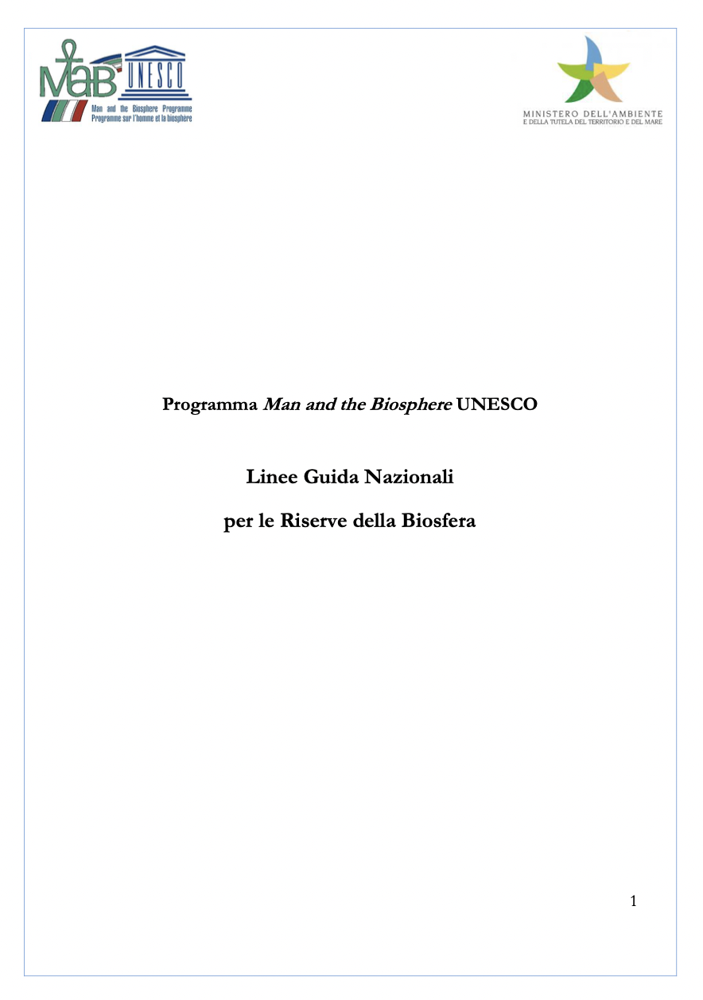 MaB UNESCO
Man and the Biosphere Programme
Programme sur l'homme et la biosphère
MINISTERO DELL'AMBIENTE
E DELLA TUTELA DEL TERRITORIO E DEL MARE
Programma Man and the Biosphere UNESCO
Linee Guida Nazionali
per le Riserve della Biosfera
1